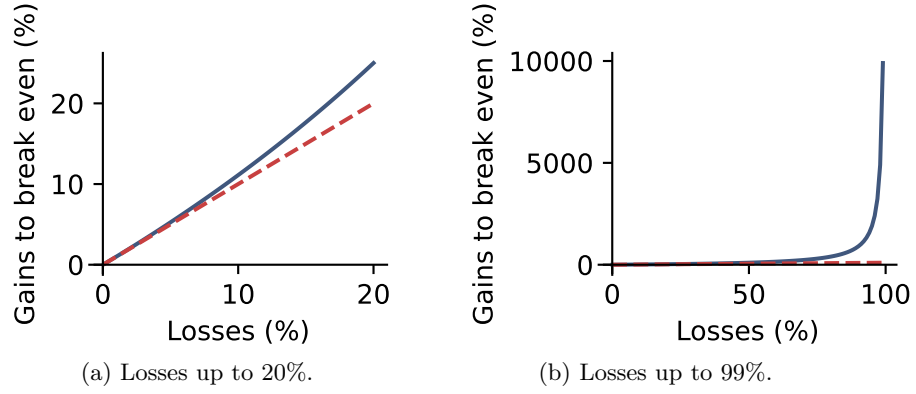 Gains to break even (%)
20
10
0
0 10 20
Losses (%)
(a) Losses up to 20%.
Gains to break even (%)
10000
5000
0
0 50 100
Losses (%)
(b) Losses up to 99%.